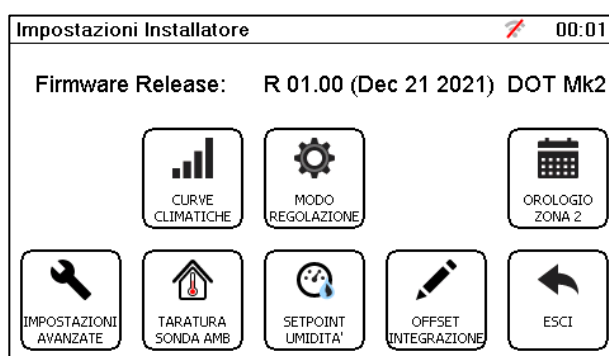 Impostazioni Installatore 00:01
Firmware Release: R 01.00 (Dec 21 2021) DOT Mk2
CURVE
CLIMATICHE
MODO
REGOLAZIONE
OROLOGIO
ZONA 2
IMPOSTAZIONI
AVANZATE
TARATURA
SONDA AMB
SETPOINT
UMIDITA'
OFFSET
INTEGRAZIONE
ESCI